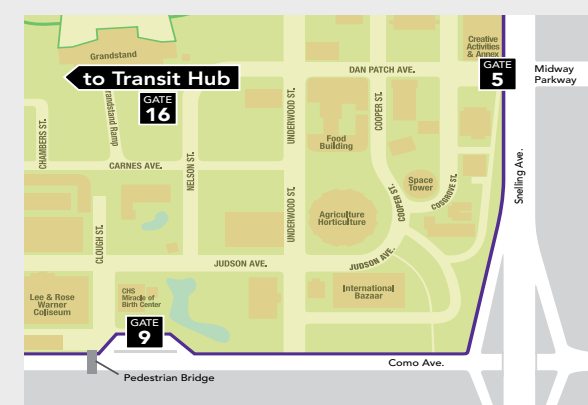 Creative
Activities
& Annex
Grandstand
DAN PATCH AVE.
GATE
5
Midway
Parkway
to Transit Hub
GATE
16
Grandstand Ramp
CHAMBERS ST.
UNDERWOOD ST.
COOPER ST.
Food
Building
CARNES AVE.
NELSON ST.
Snelling Ave.
Space
Tower
COSGROVE ST.
COOPER ST.
UNDERWOOD ST.
Agriculture
Horticulture
CLOUGH ST.
JUDSON AVE.
JUDSON AVE.
Lee & Rose
Warner
Coliseum
CHS
Miracle of
Birth Center
International
Bazaar
GATE
9
Como Ave.
Pedestrian Bridge